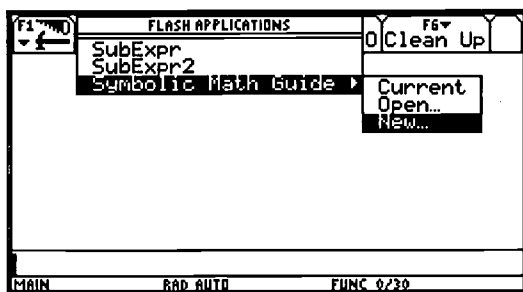 F1 FLASH APPLICATIONS F6
O Clean Up
SubExpr
SubExpr2
Symbolic Math Guide
Current
Open...
New...
MAIN RAD AUTO FUNC 0/30